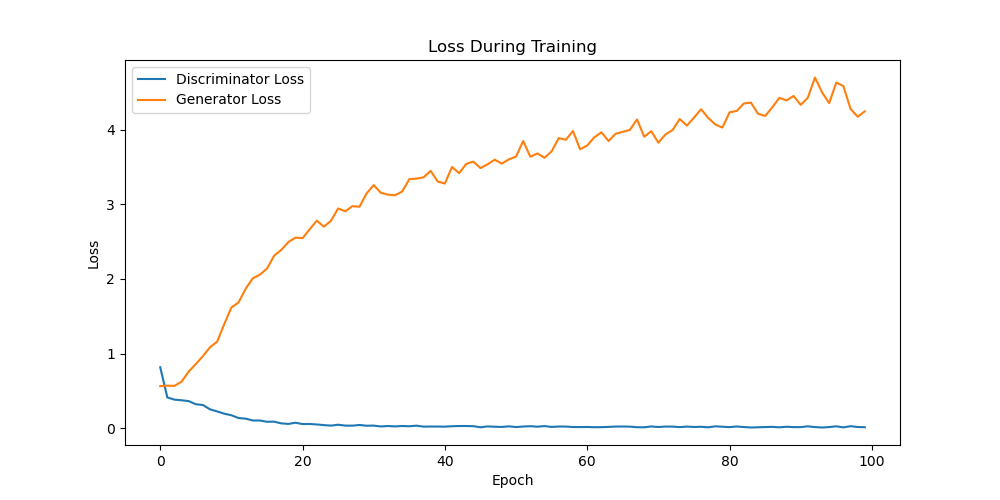 Loss During Training
Discriminator Loss
Generator Loss
4
3
2
1
0
Loss
0 20 40 60 80 100
Epoch